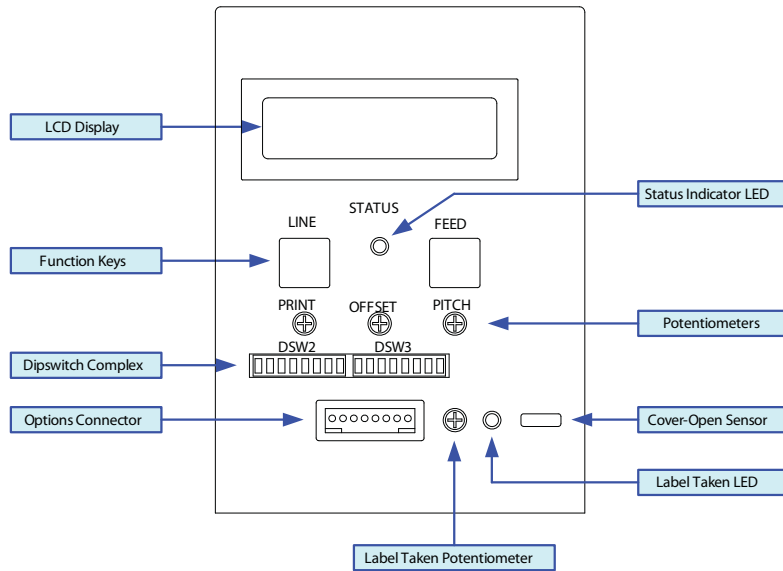 LCD Display
Status Indicator LED
STATUS
LINE
FEED
Function Keys
PRINT
OFFSET
PITCH
Potentiometers
DSW2
DSW3
Dipswitch Complex
Options Connector
Cover-Open Sensor
Label Taken LED
Label Taken Potentiometer